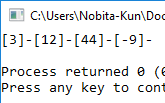 C:\Users\Nobita-Kun\Doc
[3]-[12]-[44]-[-9]-
Process returned 0 (0
Press any key to cont